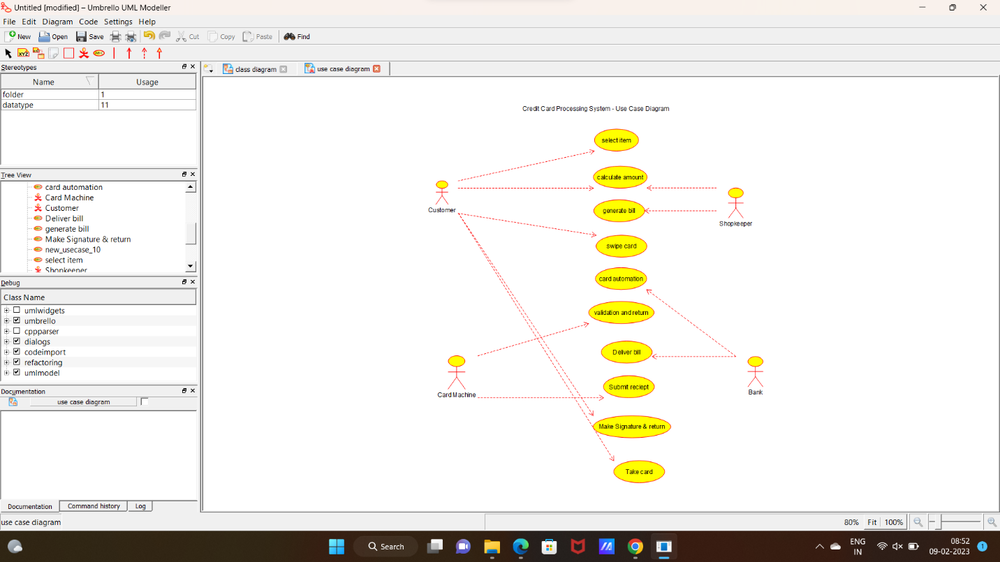 Untitled [modified] – Umbrello UML Modeller
File Edit Diagram Code Settings Help
New Open Save Cut Copy Paste Find
XYZ ABC
Stereotypes
Name Usage
folder 1
datatype 11
Tree View
card automation
Card Machine
Customer
Deliver bill
generate bill
Make Signature & return
new_usecase_10
select item
Shopkeeper
Debug
Class Name
umlwidgets
umbrello
cppparser
dialogs
codeimport
refactoring
umlmodel
Documentation
use case diagram
Documentation Command history Log
class diagram use case diagram
Credit Card Processing System - Use Case Diagram
select item
calculate amount
Customer
generate bill
Shopkeeper
swipe card
card automation
validation and return
Deliver bill
Submit reciept
Card Machine
Bank
Make Signature & return
Take card
use case diagram
80% Fit 100%
Search
ENG
IN
08:52
09-02-2023
1